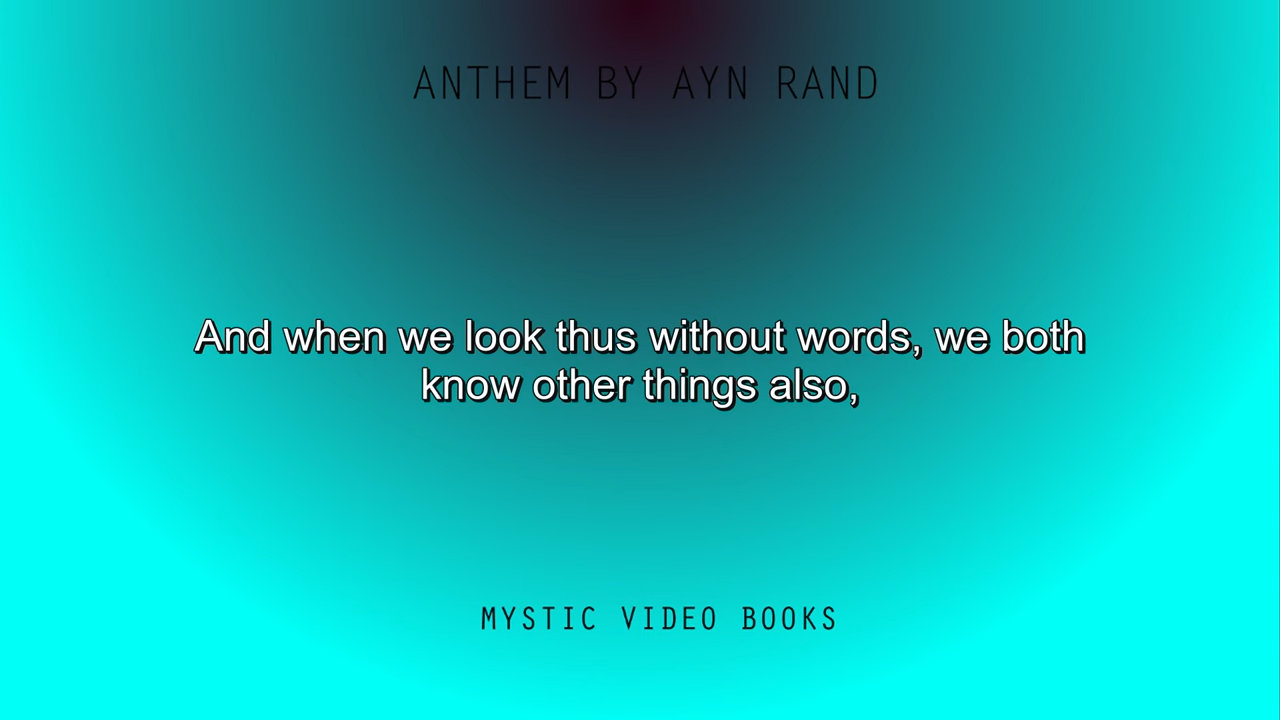 ANTHEM BY AYN RAND
And when we look thus without words, we both
know other things also,
MYSTIC VIDEO BOOKS